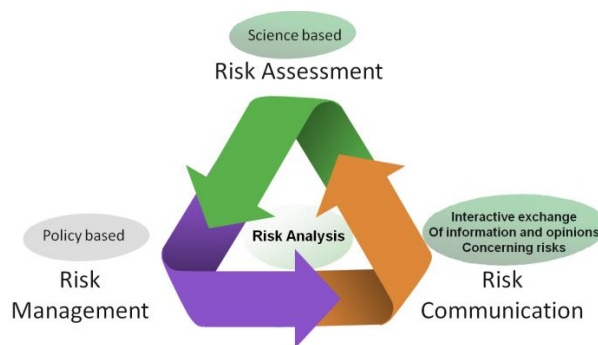 Science based
Risk Assessment
Policy based
Risk
Management
Risk Analysis
Interactive exchange
Of information and opinions
Concerning risks
Risk
Communication